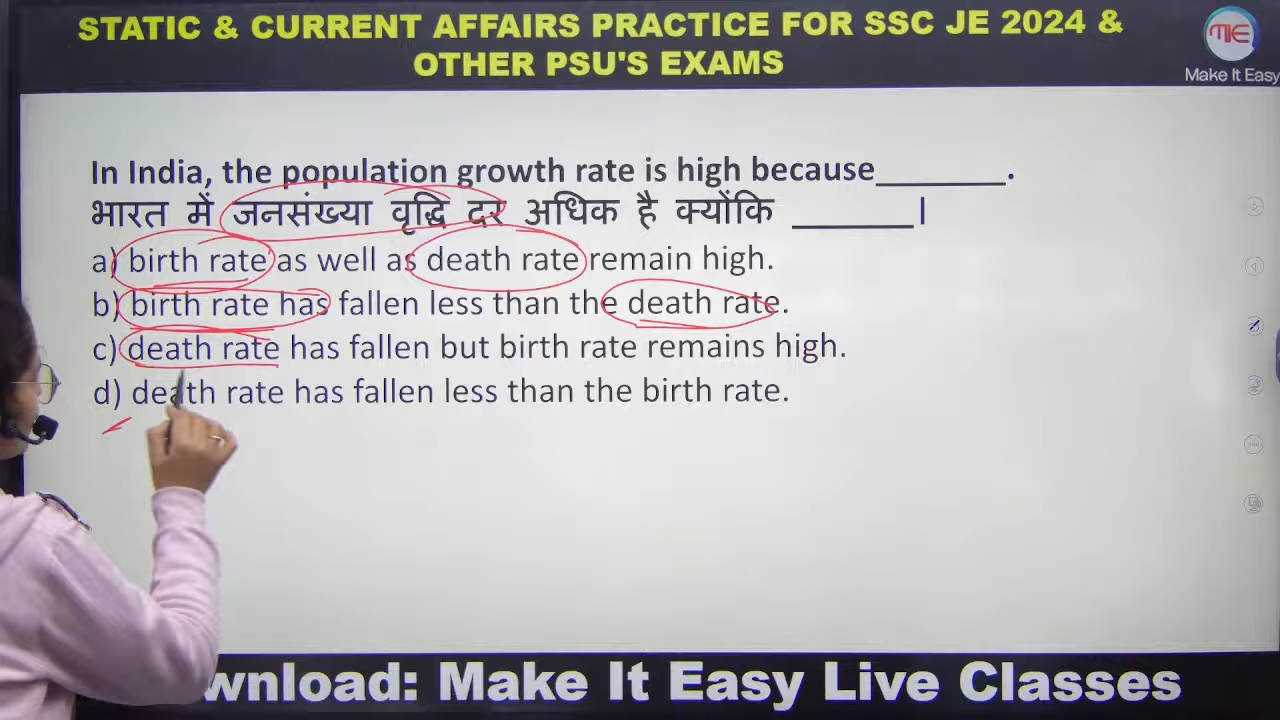 STATIC & CURRENT AFFAIRS PRACTICE FOR SSC JE 2024 &
OTHER PSU'S EXAMS
Make It Easy
In India, the population growth rate is high because_______.
भारत में जनसंख्या वृद्धि दर अधिक है क्योंकि _______।
a) birth rate as well as death rate remain high.
b) birth rate has fallen less than the death rate.
c) death rate has fallen but birth rate remains high.
d) death rate has fallen less than the birth rate.
wnload: Make It Easy Live Classes